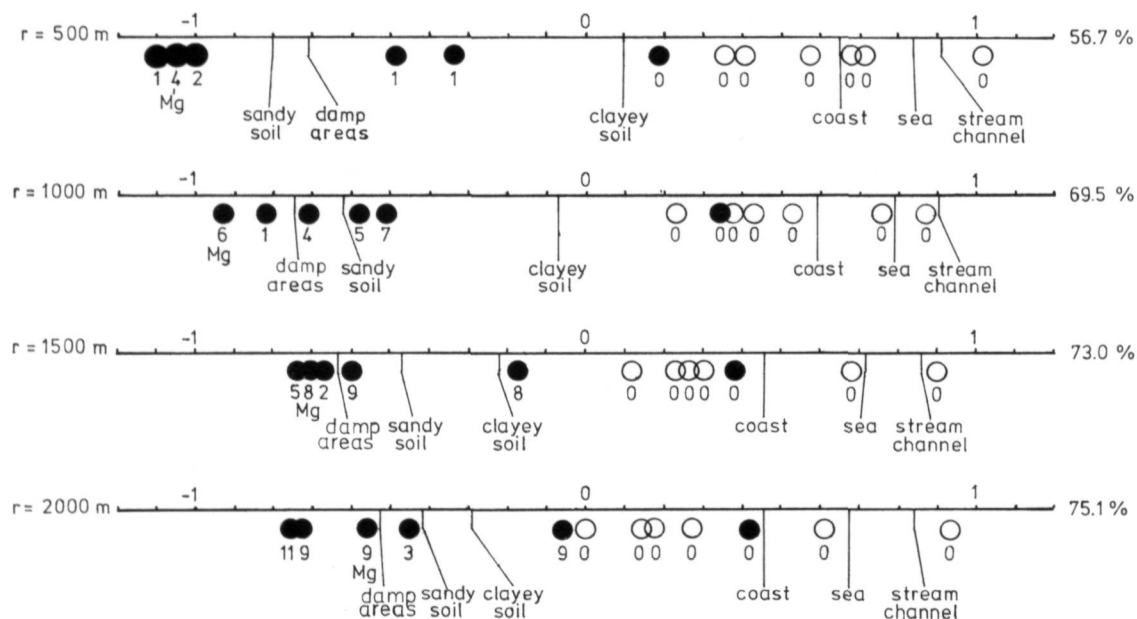 -1 0 1
r = 500 m 56.7 %
1 4 2 1 1 0 0 0 0 0 0 0
Mg
sandy soil damp areas clayey soil coast sea stream channel
-1 0 1
r = 1000 m 69.5 %
6 1 4 5 7 0 0 0 0 0 0 0
Mg
damp areas sandy soil clayey soil coast sea stream channel
-1 0 1
r = 1500 m 73.0 %
5 8 2 9 8 0 0 0 0 0 0 0
Mg
damp areas sandy soil clayey soil coast sea stream channel
-1 0 1
r = 2000 m 75.1 %
11 9 9 3 9 0 0 0 0 0 0 0
Mg
damp areas sandy soil clayey soil coast sea stream channel